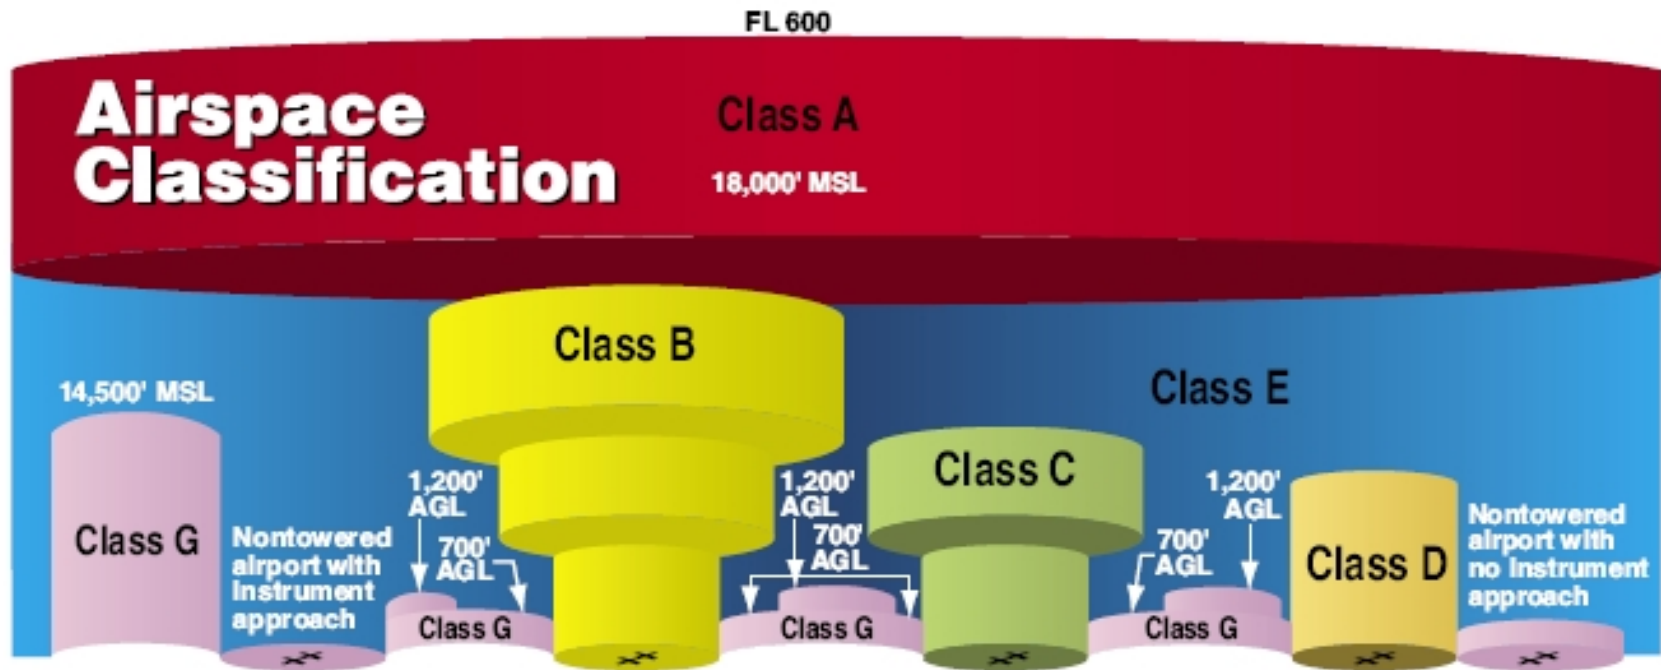 FL 600
Airspace
Classification
Class A
18,000' MSL
Class B
Class E
14,500' MSL
Class C
1,200'
AGL
1,200'
AGL
1,200'
AGL
Class G
Nontowered
airport with
Instrument
approach
700'
AGL
700'
AGL
700'
AGL
Class D
Nontowered
airport with
no Instrument
approach
Class G
Class G
Class G